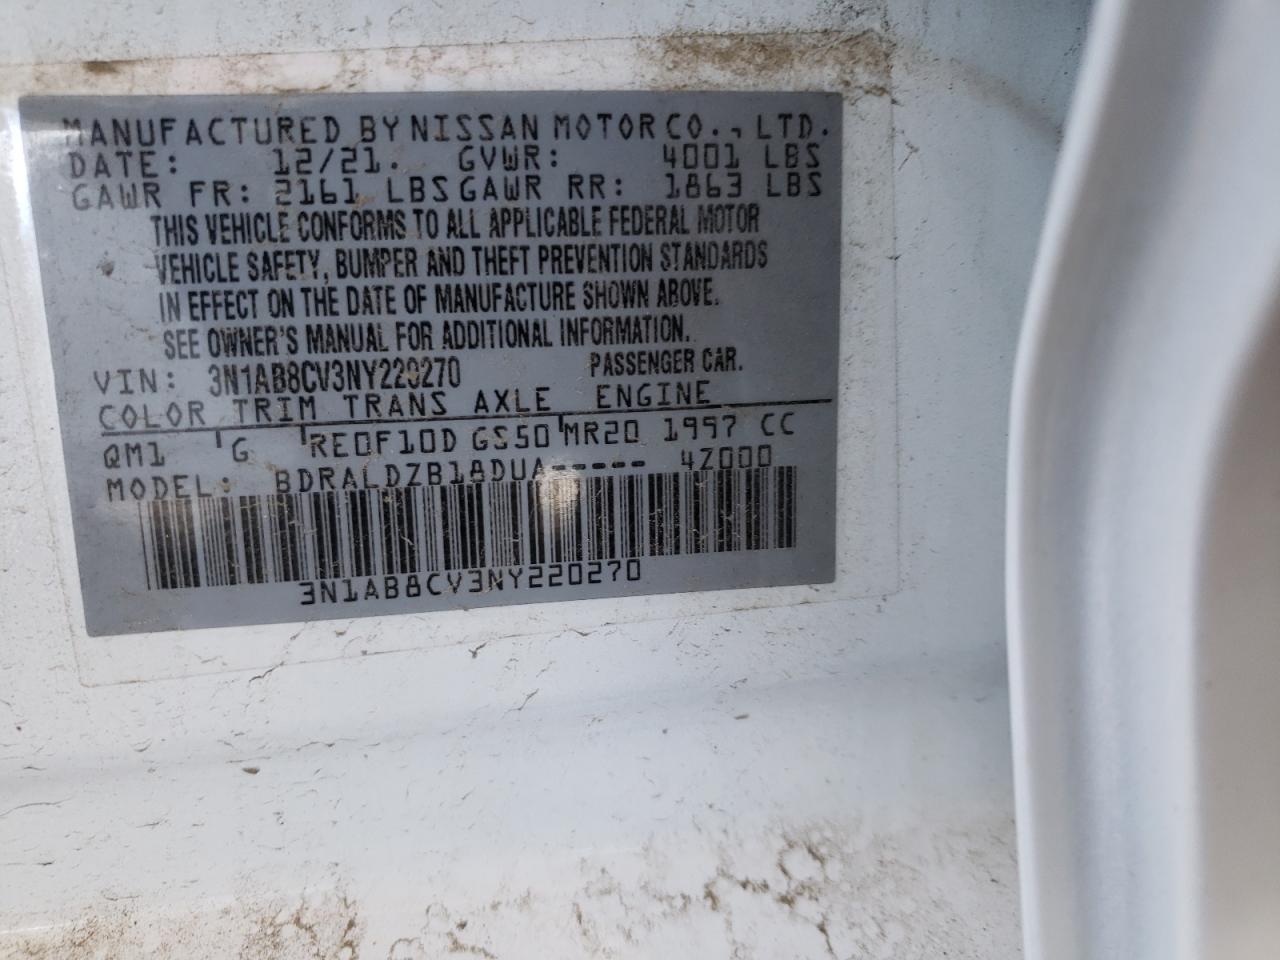 MANUFACTURED BY NISSAN MOTOR CO., LTD.
DATE: 12/21. GVWR: 4001 LBS
GAWR FR: 2161 LBS GAWR RR: 1863 LBS
THIS VEHICLE CONFORMS TO ALL APPLICABLE FEDERAL MOTOR
VEHICLE SAFETY, BUMPER AND THEFT PREVENTION STANDARDS
IN EFFECT ON THE DATE OF MANUFACTURE SHOWN ABOVE.
SEE OWNER'S MANUAL FOR ADDITIONAL INFORMATION.
VIN: 3N1AB8CV3NY220270 PASSENGER CAR.
COLOR TRIM TRANS AXLE ENGINE
QM1 G RE0F10D GS50 MR20 1997 CC
MODEL: BDRALDZB18DUA----- 4Z000
3N1AB8CV3NY220270